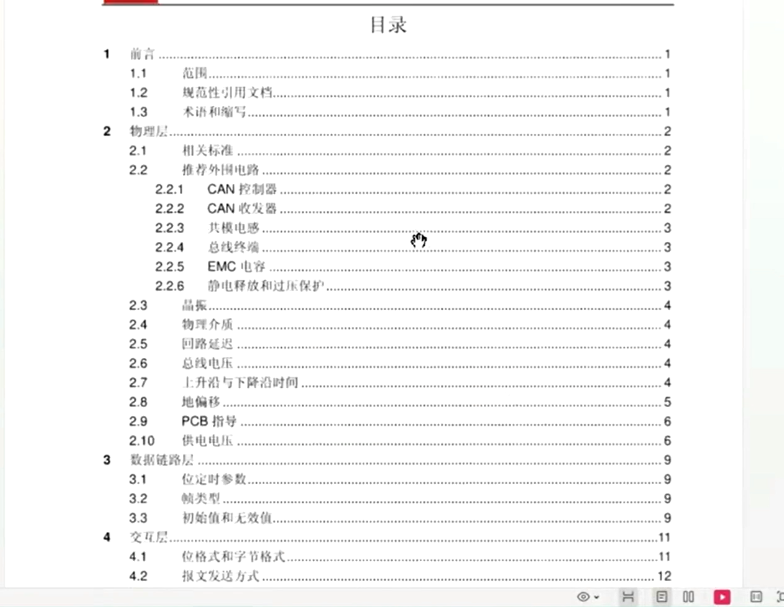 目录
1 前言 1
1.1 范围 1
1.2 规范性引用文档 1
1.3 术语和缩写 1
2 物理层 2
2.1 相关标准 2
2.2 推荐外围电路 2
2.2.1 CAN 控制器 2
2.2.2 CAN 收发器 2
2.2.3 共模电感 3
2.2.4 总线终端 3
2.2.5 EMC 电容 3
2.2.6 静电释放和过压保护 3
2.3 晶振 4
2.4 物理介质 4
2.5 回路延迟 4
2.6 总线电压 4
2.7 上升沿与下降沿时间 4
2.8 地偏移 5
2.9 PCB 指导 6
2.10 供电电压 6
3 数据链路层 9
3.1 位定时参数 9
3.2 帧类型 9
3.3 初始值和无效值 9
4 交互层 11
4.1 位格式和字节格式 11
4.2 报文发送方式 12